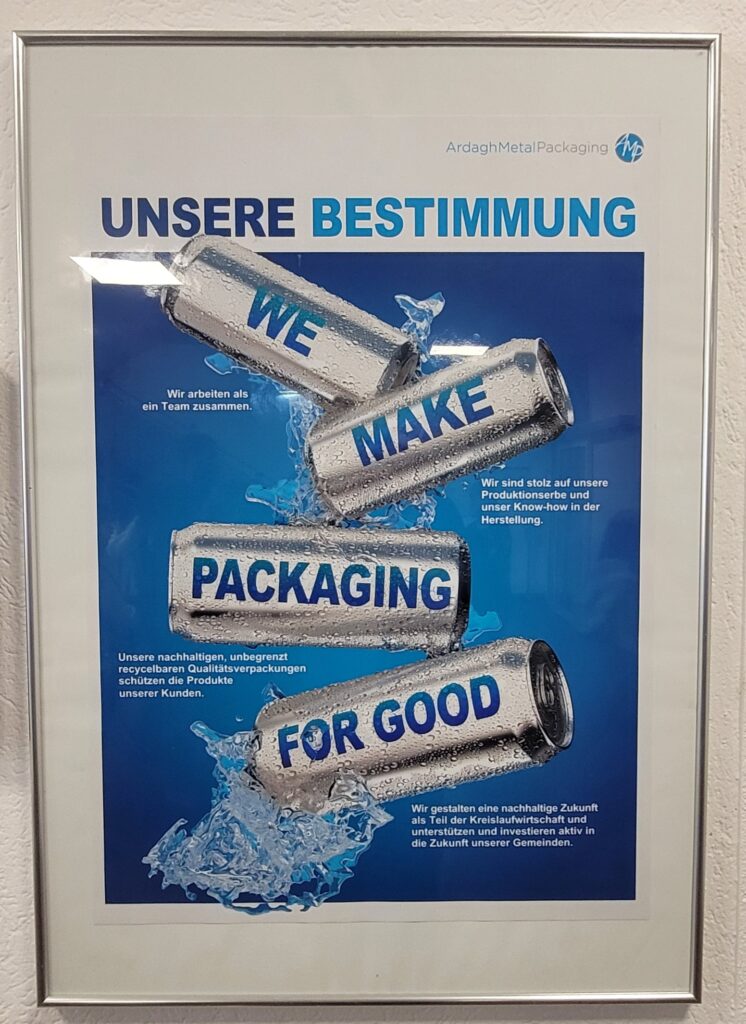 ArdaghMetalPackaging AMP
UNSERE BESTIMMUNG
WE
Wir arbeiten als
ein Team zusammen.
MAKE
Wir sind stolz auf unsere
Produktionserbe und
unser Know-how in der
Herstellung.
PACKAGING
Unsere nachhaltigen, unbegrenzt
recycelbaren Qualitätsverpackungen
schützen die Produkte
unserer Kunden.
FOR GOOD
Wir gestalten eine nachhaltige Zukunft
als Teil der Kreislaufwirtschaft und
unterstützen und investieren aktiv in
die Zukunft unserer Gemeinden.